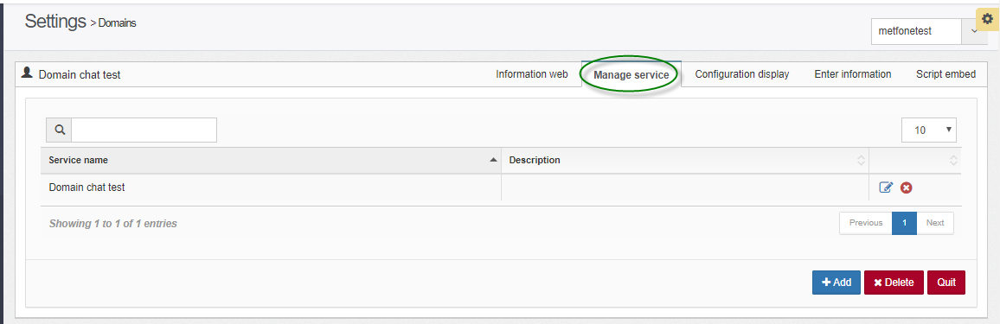 Settings > Domains
metfonetest
Domain chat test
Information web
Manage service
Configuration display
Enter information
Script embed
10
Service name
Description
Domain chat test
Showing 1 to 1 of 1 entries
Previous
1
Next
Add
Delete
Quit